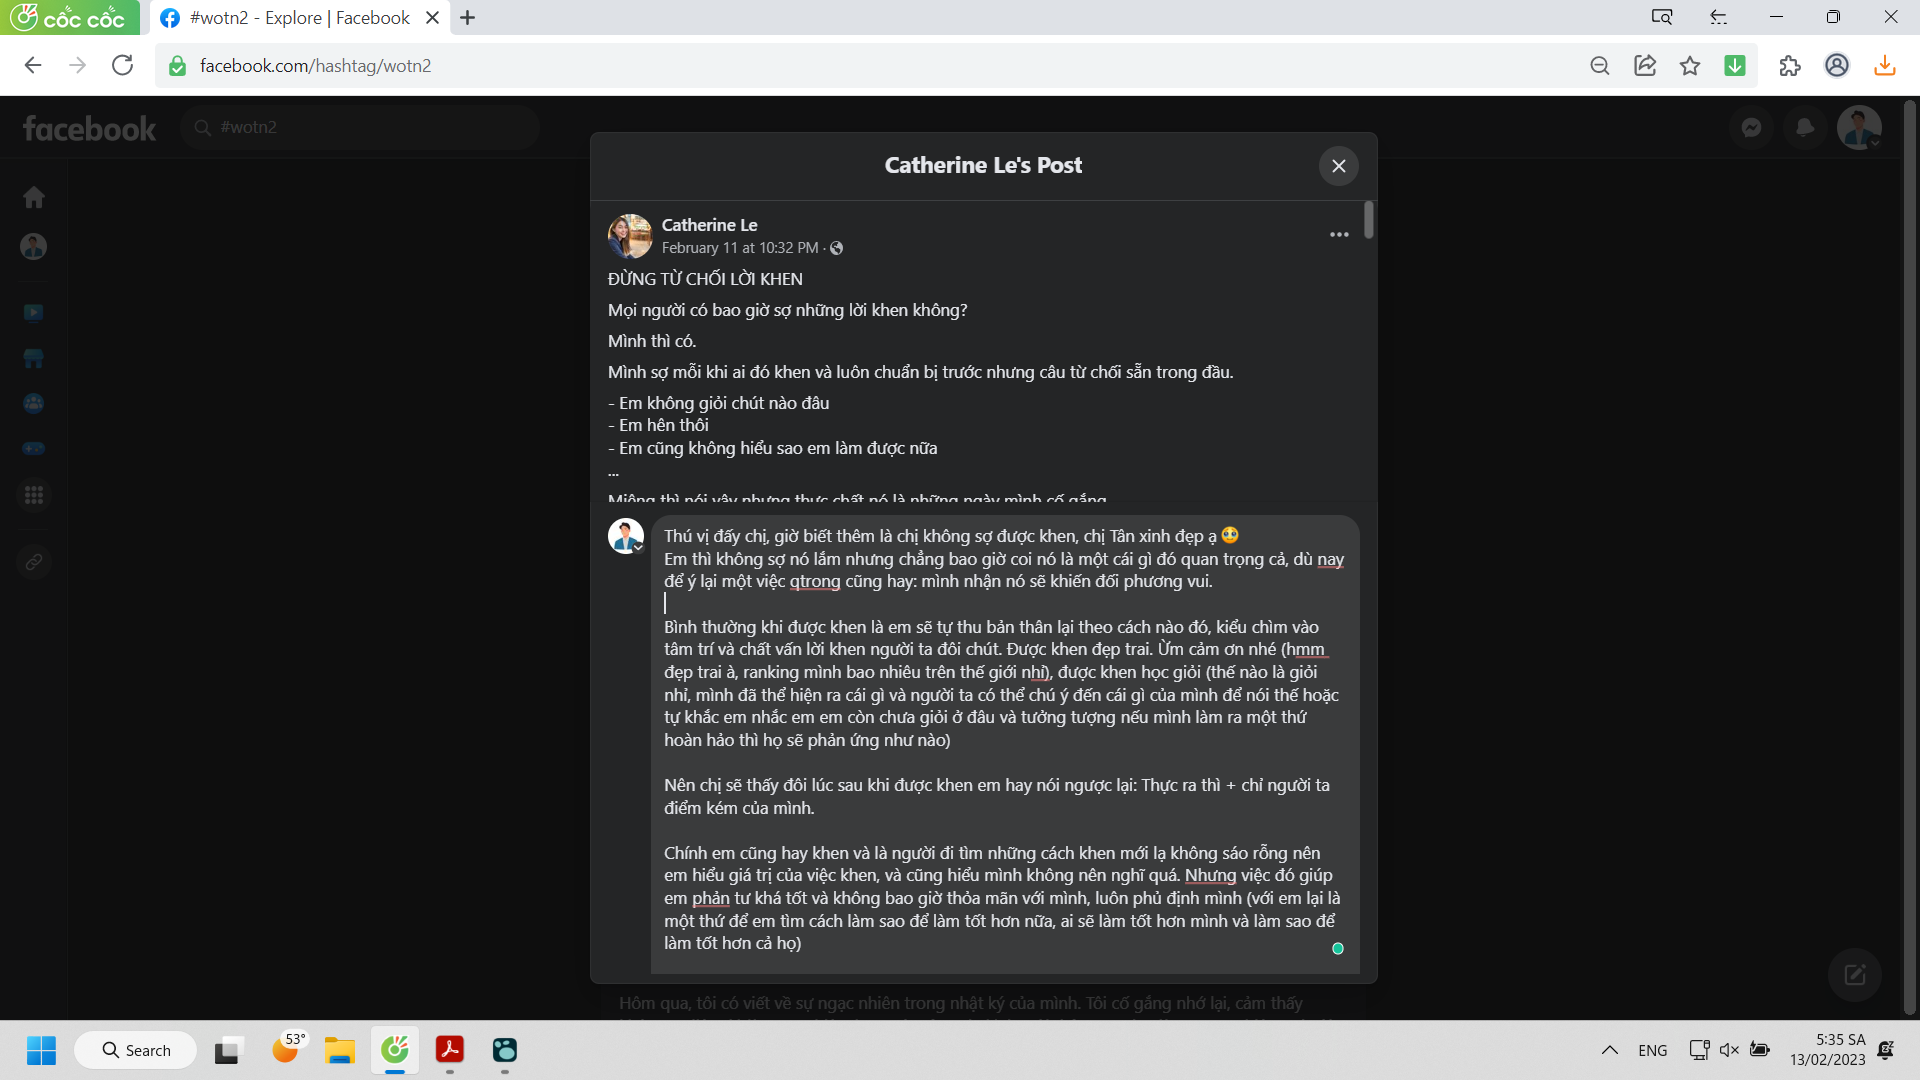 cốc cốc
#wotn2 - Explore | Facebook
facebook.com/hashtag/wotn2
facebook
#wotn2
Catherine Le's Post
Catherine Le
February 11 at 10:32 PM ·
ĐỪNG TỪ CHỐI LỜI KHEN
Mọi người có bao giờ sợ những lời khen không?
Mình thì có.
Mình sợ mỗi khi ai đó khen và luôn chuẩn bị trước nhưng câu từ chối sẵn trong đầu.
- Em không giỏi chút nào đâu
- Em hên thôi
- Em cũng không hiểu sao em làm được nữa
...
Miệng thì nói vậy nhưng thực chất nó là những ngày mình cố gắng
Thú vị đấy chị, giờ biết thêm là chị không sợ được khen, chị Tân xinh đẹp ạ 🥹
Em thì không sợ nó lắm nhưng chẳng bao giờ coi nó là một cái gì đó quan trọng cả, dù nay
để ý lại một việc qtrong cũng hay: mình nhận nó sẽ khiến đối phương vui.
Bình thường khi được khen là em sẽ tự thu bản thân lại theo cách nào đó, kiểu chìm vào
tâm trí và chất vấn lời khen người ta đôi chút. Được khen đẹp trai. Ừm cảm ơn nhé (hmm
đẹp trai à, ranking mình bao nhiêu trên thế giới nhỉ), được khen học giỏi (thế nào là giỏi
nhỉ, mình đã thể hiện ra cái gì và người ta có thể chú ý đến cái gì của mình để nói thế hoặc
tự khắc em nhắc em em còn chưa giỏi ở đâu và tưởng tượng nếu mình làm ra một thứ
hoàn hảo thì họ sẽ phản ứng như nào)
Nên chị sẽ thấy đôi lúc sau khi được khen em hay nói ngược lại: Thực ra thì + chỉ người ta
điểm kém của mình.
Chính em cũng hay khen và là người đi tìm những cách khen mới lạ không sáo rỗng nên
em hiểu giá trị của việc khen, và cũng hiểu mình không nên nghĩ quá. Nhưng việc đó giúp
em phản tư khá tốt và không bao giờ thỏa mãn với mình, luôn phủ định mình (với em lại là
một thứ để em tìm cách làm sao để làm tốt hơn nữa, ai sẽ làm tốt hơn mình và làm sao để
làm tốt hơn cả họ)
Hôm qua, tôi có viết về sự ngạc nhiên trong nhật ký của mình. Tôi cố gắng nhớ lại, cảm thấy
53°
Search
ENG
5:35 SA
13/02/2023